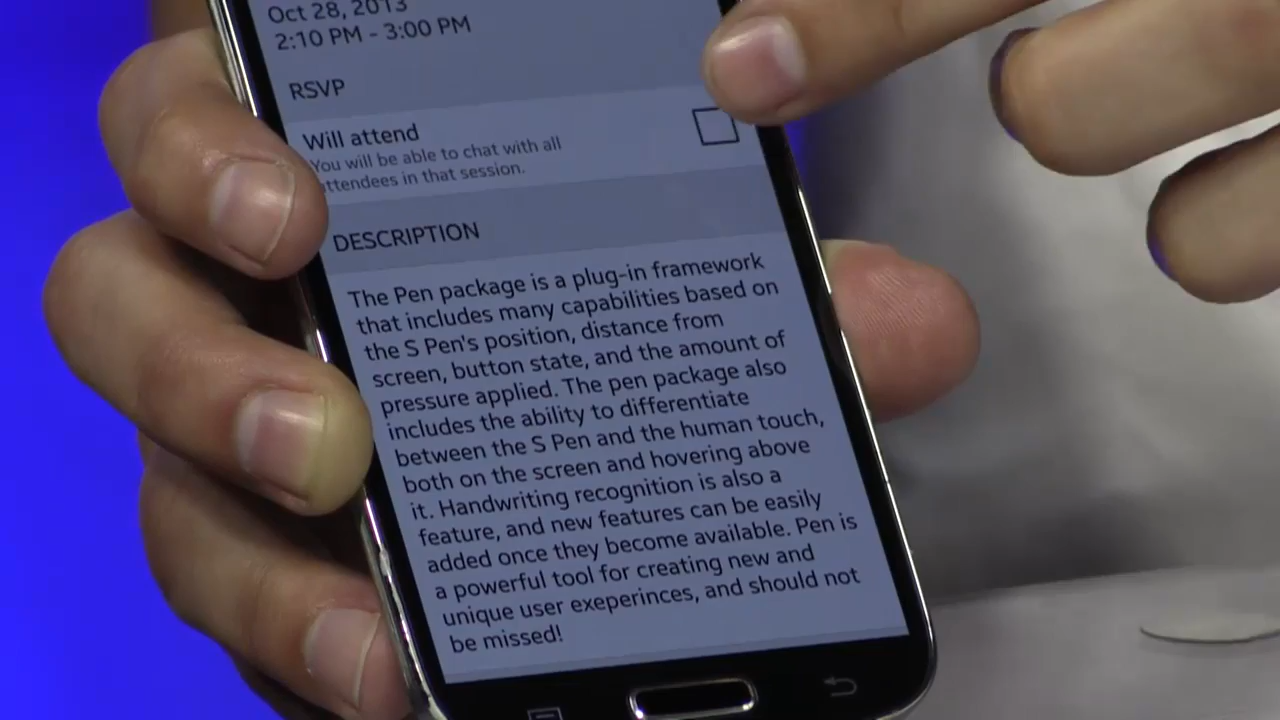 Oct 28, 2013
2:10 PM - 3:00 PM
RSVP
Will attend
You will be able to chat with all
attendees in that session.
DESCRIPTION
The Pen package is a plug-in framework
that includes many capabilities based on
the S Pen's position, distance from
screen, button state, and the amount of
pressure applied. The pen package also
includes the ability to differentiate
between the S Pen and the human touch,
both on the screen and hovering above
it. Handwriting recognition is also a
feature, and new features can be easily
added once they become available. Pen is
a powerful tool for creating new and
unique user exeperinces, and should not
be missed!